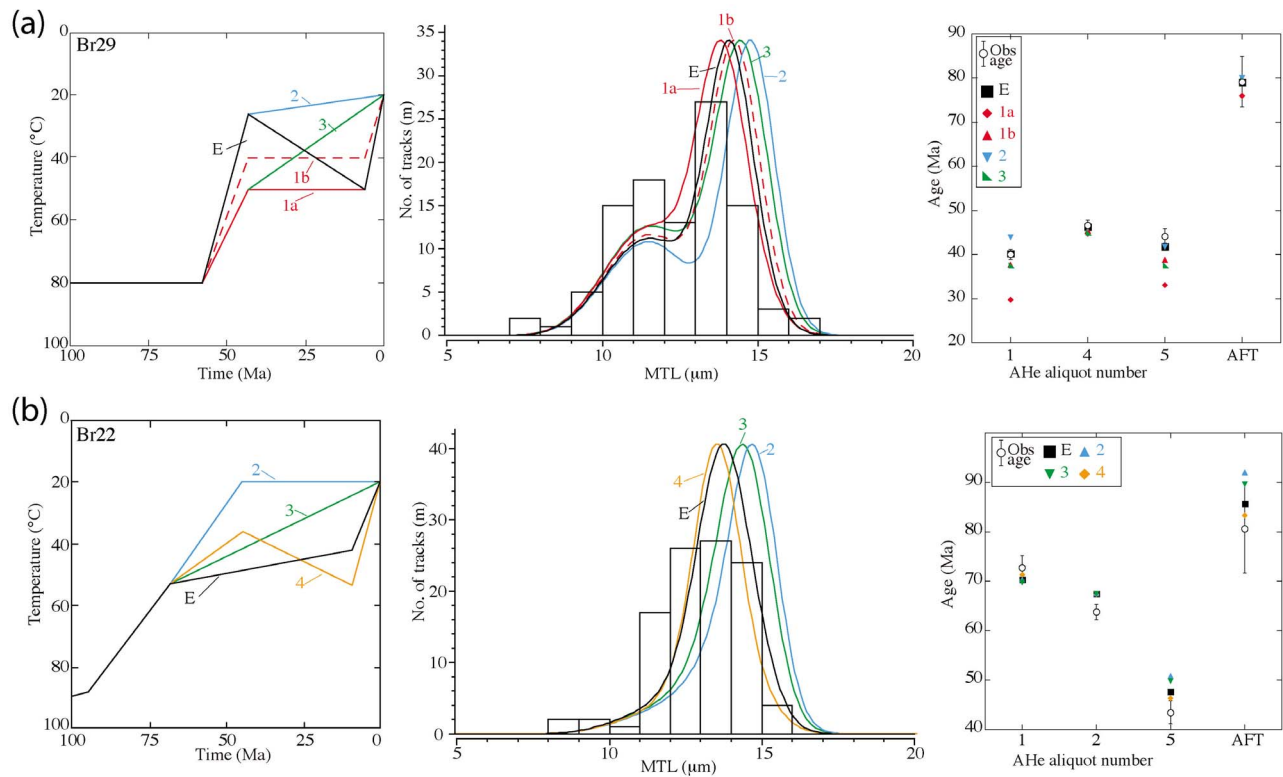 (a)
Br29
0
20
40
60
80
100
Temperature (°C)
100
75
50
25
0
Time (Ma)
2
3
E
1b
1a
No. of tracks (m)
35
30
25
20
15
10
5
0
5
10
15
20
MTL (μm)
1b
E
3
1a
2
Age (Ma)
90
80
70
60
50
40
30
20
Obs age
E
1a
1b
2
3
1
4
5
AFT
AHe aliquot number
(b)
Br22
0
20
40
60
80
100
Temperature (°C)
100
75
50
25
0
Time (Ma)
2
3
E
4
No. of tracks (m)
40
30
20
10
0
5
10
15
20
MTL (μm)
3
2
4
E
Age (Ma)
90
80
70
60
50
40
Obs age
E
2
3
4
1
2
5
AFT
AHe aliquot number